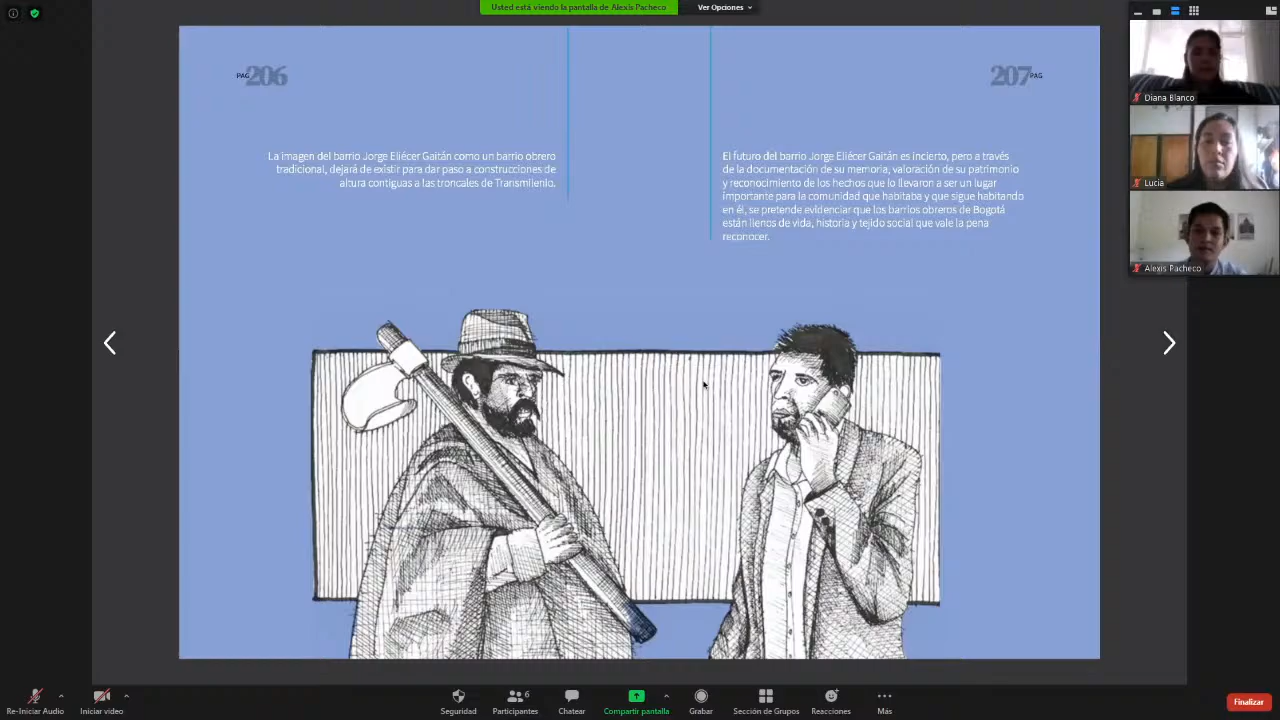 Usted está viendo la pantalla de Alexis Pacheco
Ver Opciones
PAG 206
207 PAG
La imagen del barrio Jorge Eliécer Gaitán como un barrio obrero
tradicional, dejará de existir para dar paso a construcciones de
altura contiguas a las troncales de Transmilenio.
El futuro del barrio Jorge Eliécer Gaitán es incierto, pero a través
de la documentación de su memoria, valoración de su patrimonio
y reconocimiento de los hechos que lo llevaron a ser un lugar
importante para la comunidad que habitaba y que sigue habitando
en él, se pretende evidenciar que los barrios obreros de Bogotá
están llenos de vida, historia y tejido social que vale la pena
reconocer.
Diana Blanco
Lucia
Alexis Pacheco
Re-Iniciar Audio
Iniciar video
Seguridad
Participantes
6
Chatear
Compartir pantalla
Grabar
Sección de Grupos
Reacciones
Más
Finalizar